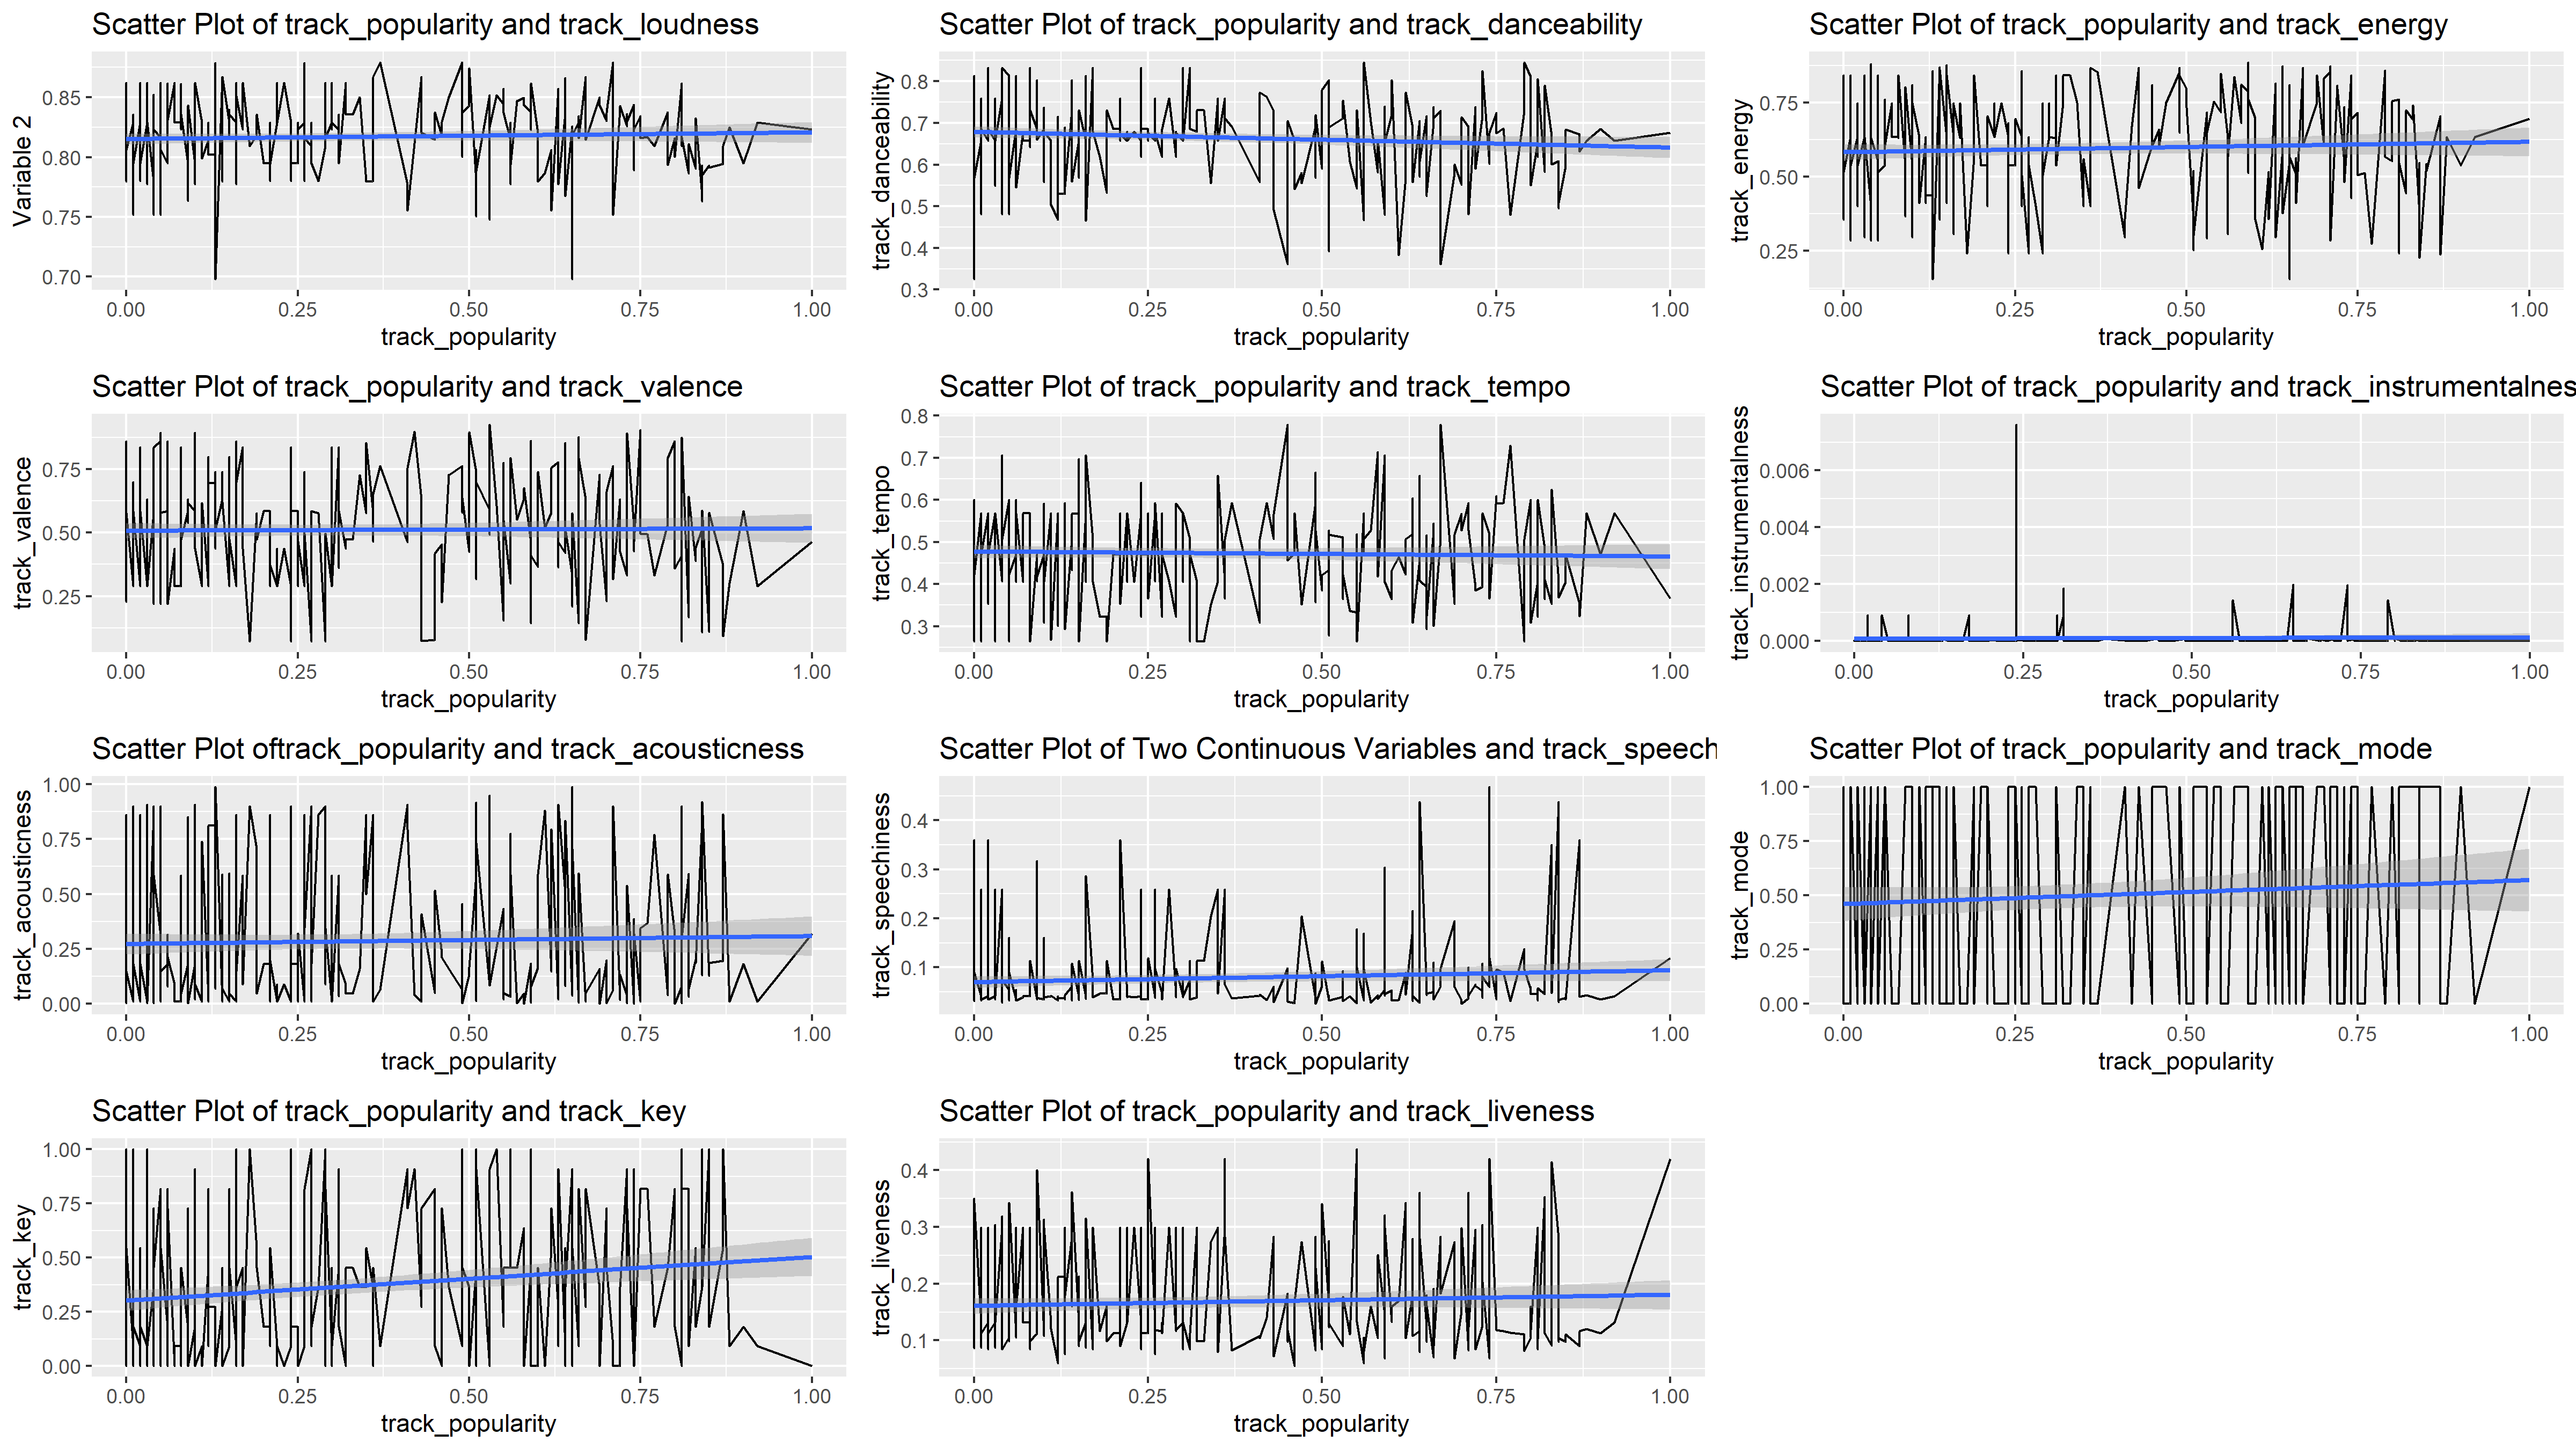 Scatter Plot of track_popularity and track_loudness
Variable 2
0.85
0.80
0.75
0.70
0.00 0.25 0.50 0.75 1.00
track_popularity
Scatter Plot of track_popularity and track_danceability
track_danceability
0.8
0.7
0.6
0.5
0.4
0.3
0.00 0.25 0.50 0.75 1.00
track_popularity
Scatter Plot of track_popularity and track_energy
track_energy
0.75
0.50
0.25
0.00 0.25 0.50 0.75 1.00
track_popularity
Scatter Plot of track_popularity and track_valence
track_valence
0.75
0.50
0.25
0.00 0.25 0.50 0.75 1.00
track_popularity
Scatter Plot of track_popularity and track_tempo
track_tempo
0.8
0.7
0.6
0.5
0.4
0.3
0.00 0.25 0.50 0.75 1.00
track_popularity
Scatter Plot of track_popularity and track_instrumentalnes
track_instrumentalness
0.006
0.004
0.002
0.000
0.00 0.25 0.50 0.75 1.00
track_popularity
Scatter Plot oftrack_popularity and track_acousticness
track_acousticness
1.00
0.75
0.50
0.25
0.00
0.00 0.25 0.50 0.75 1.00
track_popularity
Scatter Plot of Two Continuous Variables and track_speech
track_speechiness
0.4
0.3
0.2
0.1
0.00 0.25 0.50 0.75 1.00
track_popularity
Scatter Plot of track_popularity and track_mode
track_mode
1.00
0.75
0.50
0.25
0.00
0.00 0.25 0.50 0.75 1.00
track_popularity
Scatter Plot of track_popularity and track_key
track_key
1.00
0.75
0.50
0.25
0.00
0.00 0.25 0.50 0.75 1.00
track_popularity
Scatter Plot of track_popularity and track_liveness
track_liveness
0.4
0.3
0.2
0.1
0.00 0.25 0.50 0.75 1.00
track_popularity